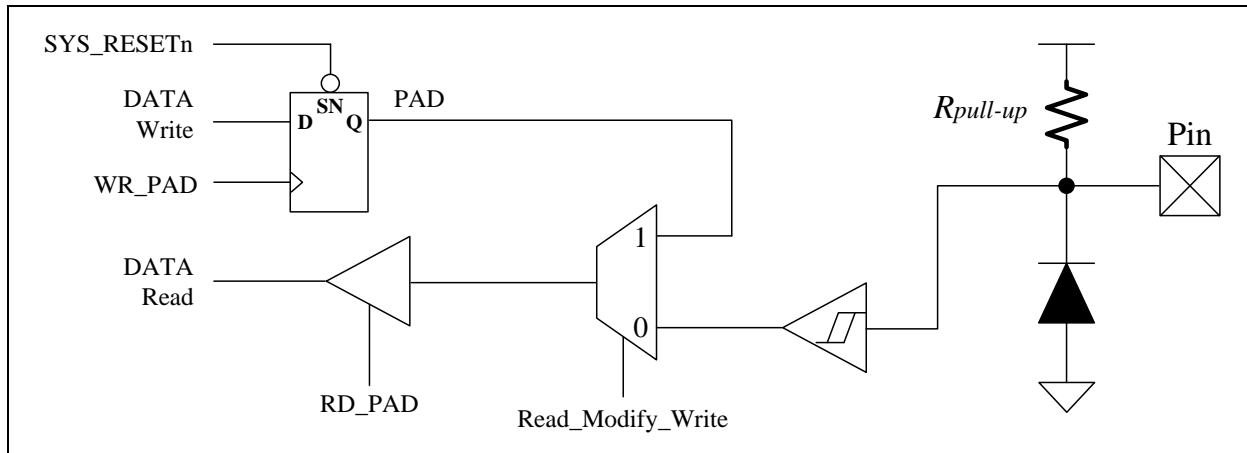 SYS_RESETn
DATA
Write
WR_PAD
SN
D
Q
PAD
Rpull-up
Pin
1
0
DATA
Read
RD_PAD
Read_Modify_Write